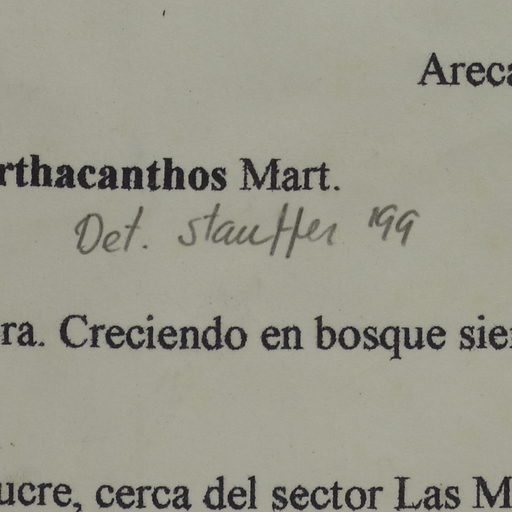 Areca
rthacanthos Mart.
Det. Stauffer '99
ra. Creciendo en bosque sie
ucre, cerca del sector Las M